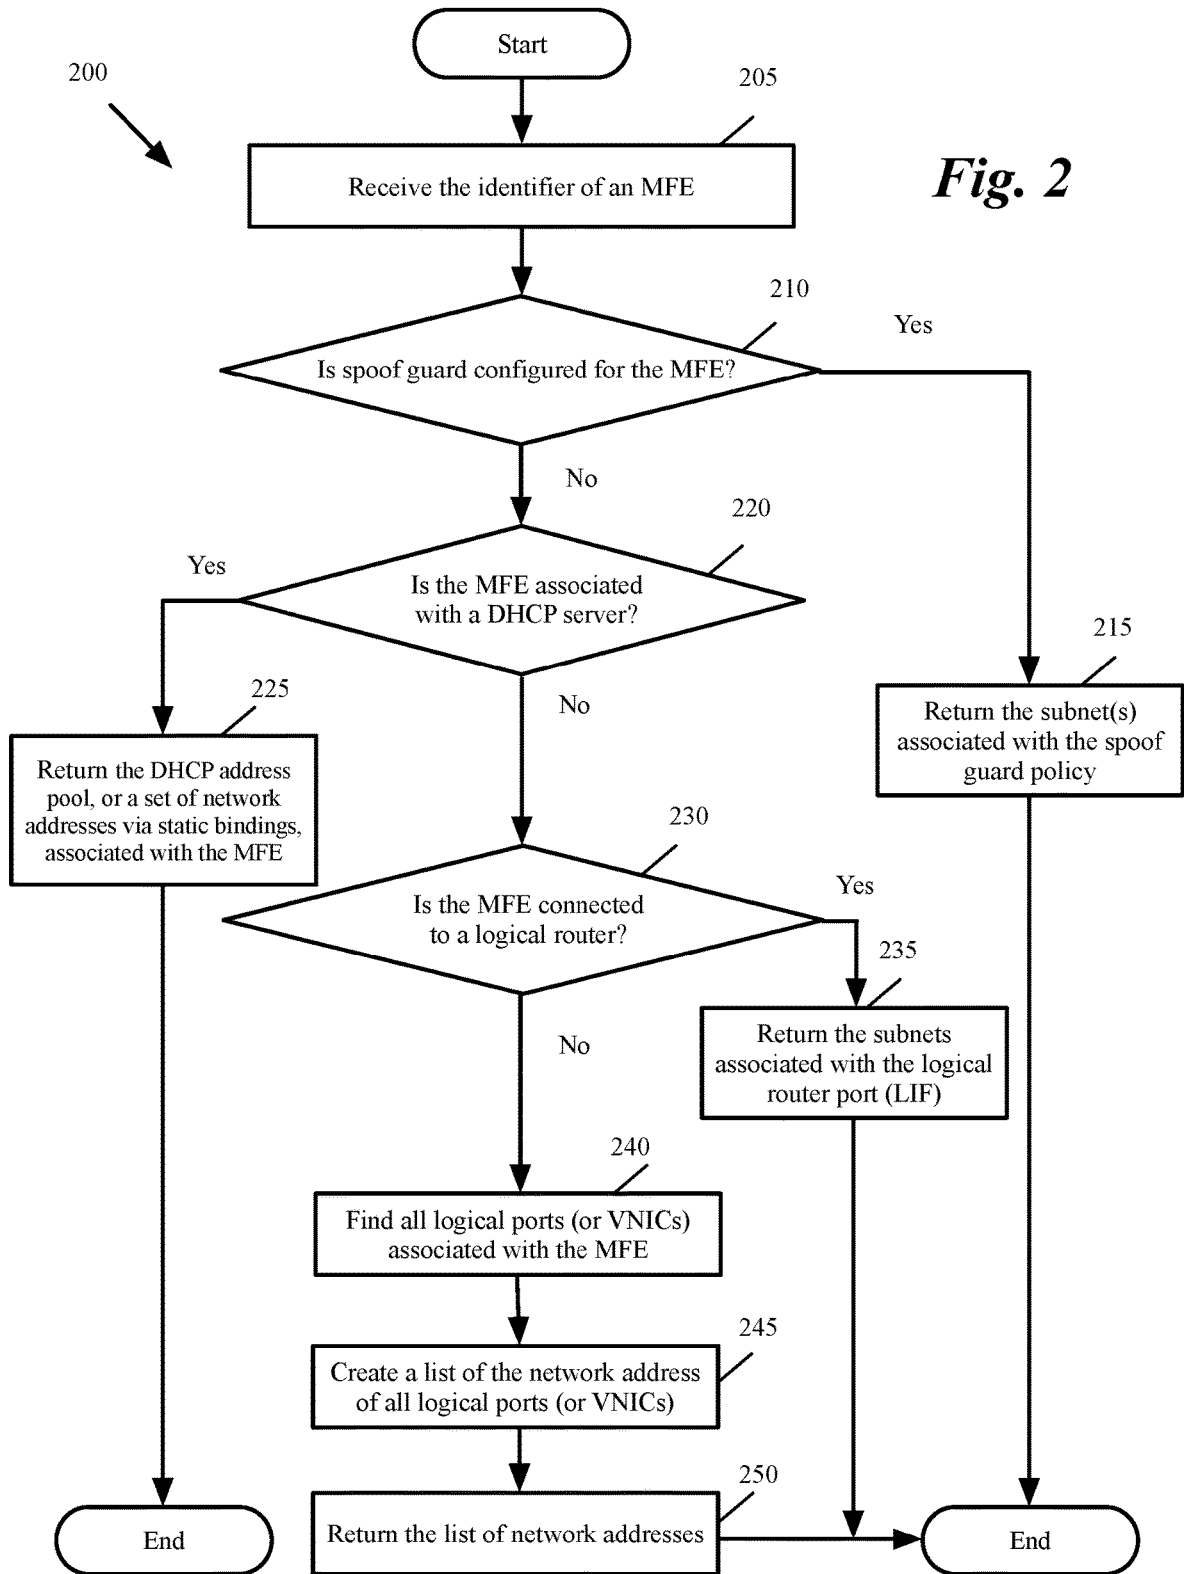 Start
200
205
Receive the identifier of an MFE
Fig. 2
210
Yes
Is spoof guard configured for the MFE?
No
220
Yes
Is the MFE associated
with a DHCP server?
215
Return the subnet(s)
associated with the spoof
guard policy
225
No
Return the DHCP address
pool, or a set of network
addresses via static bindings,
associated with the MFE
230
Yes
Is the MFE connected
to a logical router?
235
Return the subnets
associated with the logical
router port (LIF)
No
240
Find all logical ports (or VNICs)
associated with the MFE
245
Create a list of the network address
of all logical ports (or VNICs)
250
Return the list of network addresses
End
End